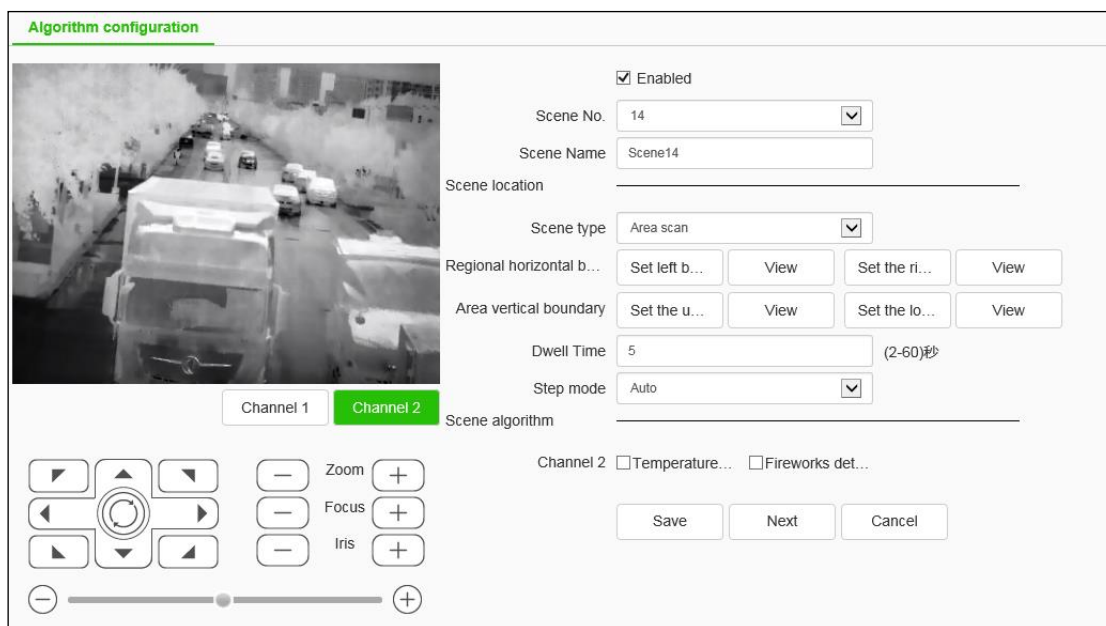 Algorithm configuration
Enabled
Scene No. 14
Scene Name Scene14
Scene location
Scene type Area scan
Regional horizontal b... Set left b... View Set the ri... View
Area vertical boundary Set the u... View Set the lo... View
Dwell Time 5 (2-60)秒
Step mode Auto
Channel 1 Channel 2
Scene algorithm
Channel 2 Temperature... Fireworks det...
Zoom
Focus
Iris
Save Next Cancel